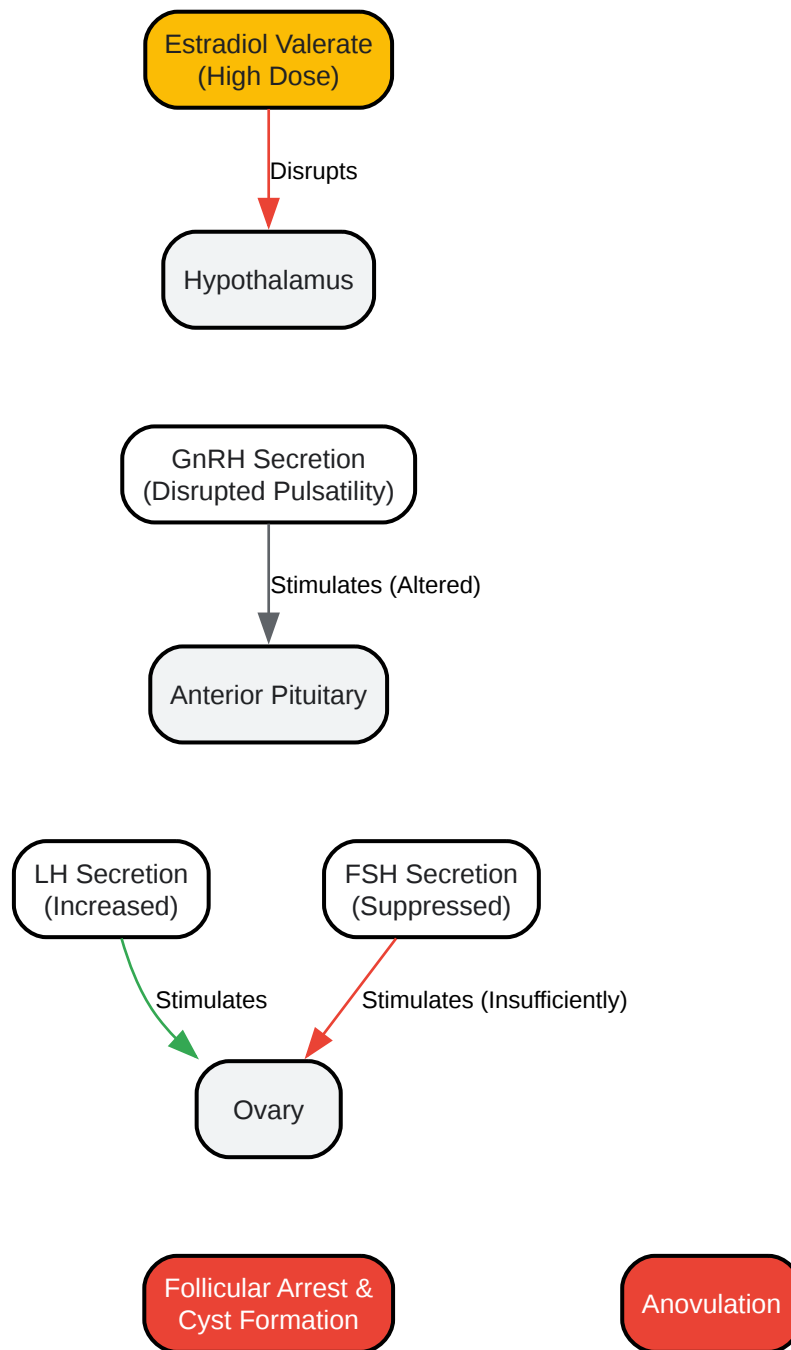 Estradiol Valerate
(High Dose)
Disrupts
Hypothalamus
GnRH Secretion
(Disrupted Pulsatility)
Stimulates (Altered)
Anterior Pituitary
LH Secretion
(Increased)
FSH Secretion
(Suppressed)
Stimulates
Stimulates (Insufficiently)
Ovary
Follicular Arrest &
Cyst Formation
Anovulation